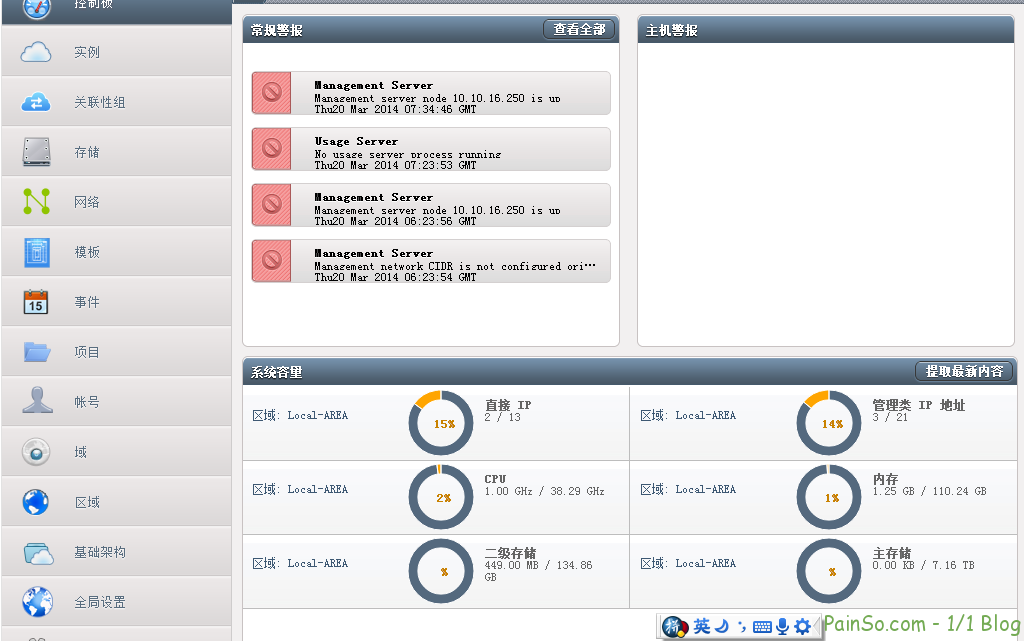 控制板
实例
关联性组
存储
网络
模板
事件
15
项目
帐号
域
区域
基础架构
全局设置
常规警报
查看全部
Management Server
Management server node 10.10.16.250 is up
Thu20 Mar 2014 07:34:46 GMT
Usage Server
No usage server process running
Thu20 Mar 2014 07:23:53 GMT
Management Server
Management server node 10.10.16.250 is up
Thu20 Mar 2014 06:23:56 GMT
Management Server
Management network CIDR is not configured ori…
Thu20 Mar 2014 06:23:54 GMT
主机警报
系统容量
提取最新内容
区域: Local-AREA
15%
直接 IP
2 / 13
区域: Local-AREA
14%
管理类 IP 地址
3 / 21
区域: Local-AREA
2%
CPU
1.00 GHz / 38.29 GHz
区域: Local-AREA
1%
内存
1.25 GB / 110.24 GB
区域: Local-AREA
%
二级存储
449.00 MB / 134.86
GB
区域: Local-AREA
%
主存储
0.00 KB / 7.16 TB
英
PainSo.com - 1/1 Blog